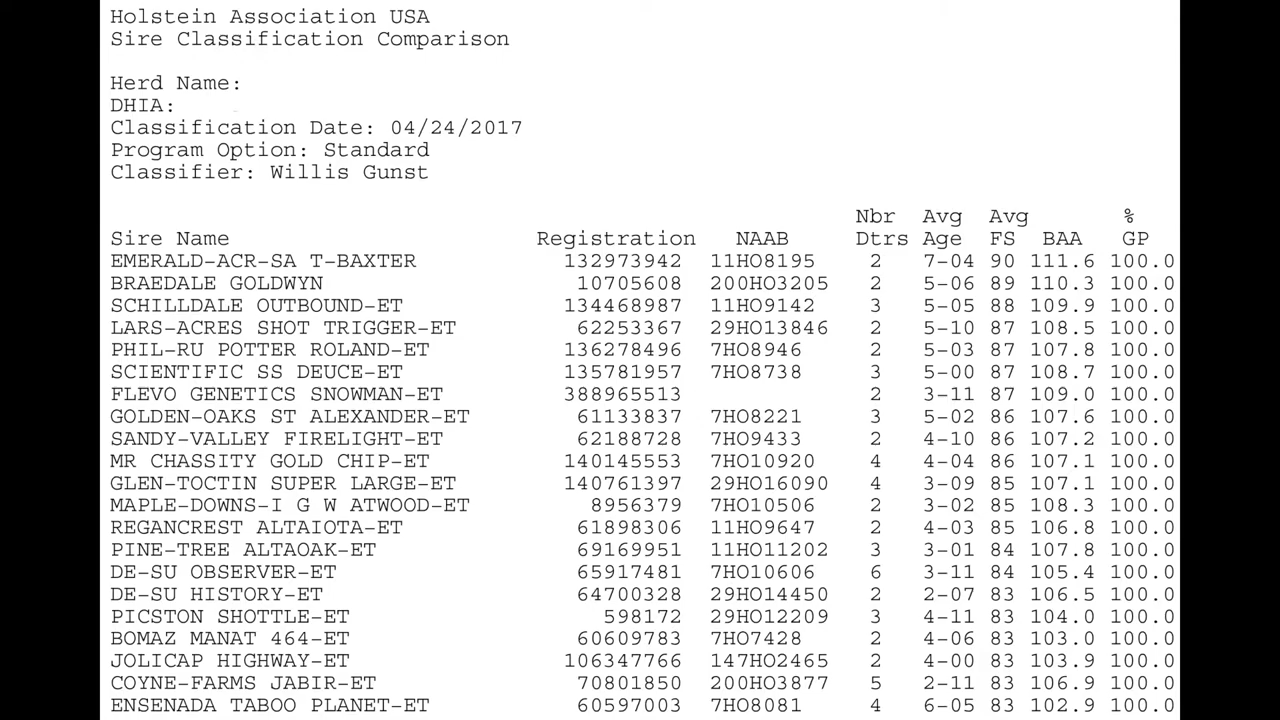 Holstein Association USA
Sire Classification Comparison
Herd Name:
DHIA:
Classification Date: 04/24/2017
Program Option: Standard
Classifier: Willis Gunst
Nbr Avg Avg %
Sire Name Registration NAAB Dtrs Age FS BAA GP
EMERALD-ACR-SA T-BAXTER 132973942 11HO8195 2 7-04 90 111.6 100.0
BRAEDALE GOLDWYN 10705608 200HO3205 2 5-06 89 110.3 100.0
SCHILLDALE OUTBOUND-ET 134468987 11HO9142 3 5-05 88 109.9 100.0
LARS-ACRES SHOT TRIGGER-ET 62253367 29HO13846 2 5-10 87 108.5 100.0
PHIL-RU POTTER ROLAND-ET 136278496 7HO8946 2 5-03 87 107.8 100.0
SCIENTIFIC SS DEUCE-ET 135781957 7HO8738 3 5-00 87 108.7 100.0
FLEVO GENETICS SNOWMAN-ET 388965513 2 3-11 87 109.0 100.0
GOLDEN-OAKS ST ALEXANDER-ET 61133837 7HO8221 3 5-02 86 107.6 100.0
SANDY-VALLEY FIRELIGHT-ET 62188728 7HO9433 2 4-10 86 107.2 100.0
MR CHASSITY GOLD CHIP-ET 140145553 7HO10920 4 4-04 86 107.1 100.0
GLEN-TOCTIN SUPER LARGE-ET 140761397 29HO16090 4 3-09 85 107.1 100.0
MAPLE-DOWNS-I G W ATWOOD-ET 8956379 7HO10506 2 3-02 85 108.3 100.0
REGANCREST ALTAIOTA-ET 61898306 11HO9647 2 4-03 85 106.8 100.0
PINE-TREE ALTAOAK-ET 69169951 11HO11202 3 3-01 84 107.8 100.0
DE-SU OBSERVER-ET 65917481 7HO10606 6 3-11 84 105.4 100.0
DE-SU HISTORY-ET 64700328 29HO14450 2 2-07 83 106.5 100.0
PICSTON SHOTTLE-ET 598172 29HO12209 3 4-11 83 104.0 100.0
BOMAZ MANAT 464-ET 60609783 7HO7428 2 4-06 83 103.0 100.0
JOLICAP HIGHWAY-ET 106347766 147HO2465 2 4-00 83 103.9 100.0
COYNE-FARMS JABIR-ET 70801850 200HO3877 5 2-11 83 106.9 100.0
ENSENADA TABOO PLANET-ET 60597003 7HO8081 4 6-05 83 102.9 100.0